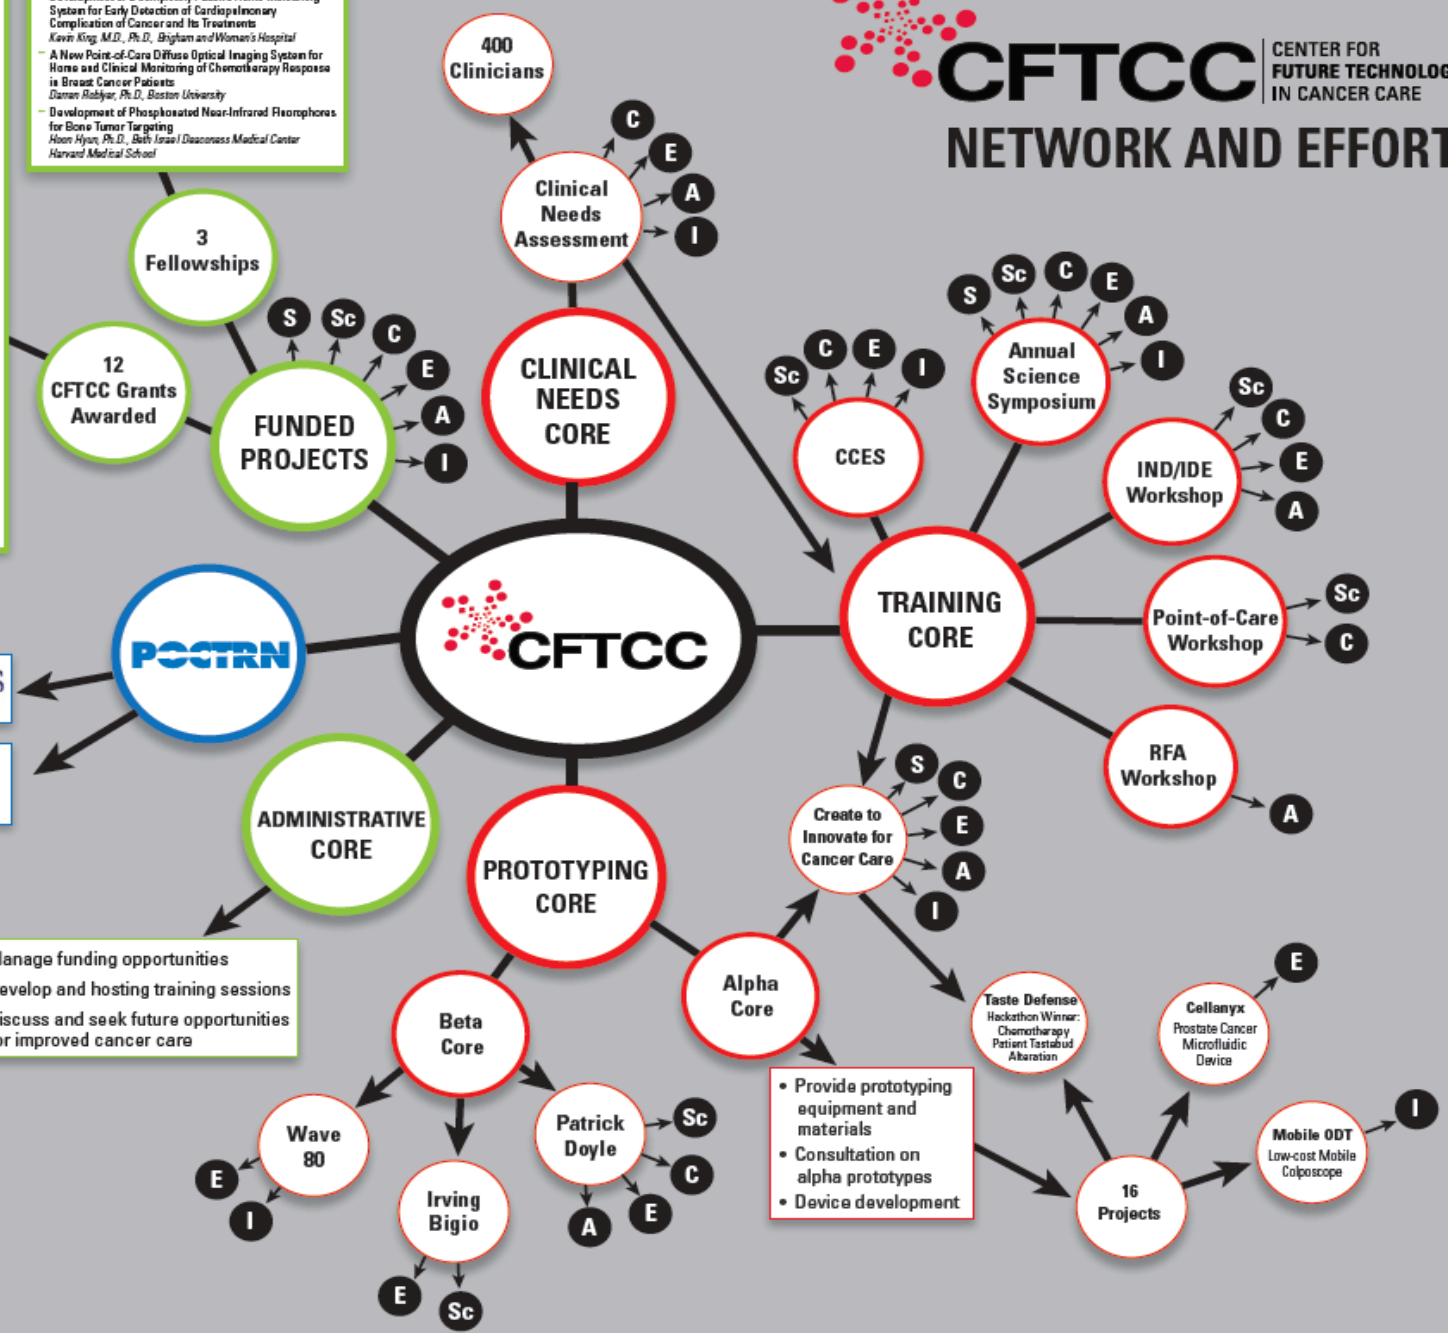 System for Early Detection of Cardiopulmonary
Complication of Cancer and Its Treatments
Kevin King, M.D., Ph.D., Brigham and Women's Hospital
– A New Point-of-Care Diffuse Optical Imaging System for
Home and Clinical Monitoring of Chemotherapy Response
in Breast Cancer Patients
Darren Roblyer, Ph.D., Boston University
– Development of Phosphonated Near-Infrared Fluorophores
for Bone Tumor Targeting
Hoon Hyun, Ph.D., Beth Israel Deaconess Medical Center
Harvard Medical School
CFTCC
CENTER FOR
FUTURE TECHNOLOG
IN CANCER CARE
NETWORK AND EFFORT
400
Clinicians
Clinical
Needs
Assessment
C
E
A
I
3
Fellowships
12
CFTCC Grants
Awarded
FUNDED
PROJECTS
S
Sc
C
E
A
I
CLINICAL
NEEDS
CORE
CCES
Sc
C
E
I
Annual
Science
Symposium
S
Sc
C
E
A
I
IND/IDE
Workshop
Sc
C
E
A
TRAINING
CORE
Point-of-Care
Workshop
Sc
C
RFA
Workshop
A
CFTCC
POCTRN
S
ADMINISTRATIVE
CORE
anage funding opportunities
evelop and hosting training sessions
iscuss and seek future opportunities
or improved cancer care
PROTOTYPING
CORE
Create to
Innovate for
Cancer Care
S
C
E
A
I
Alpha
Core
Beta
Core
• Provide prototyping
equipment and
materials
• Consultation on
alpha prototypes
• Device development
Wave
80
E
I
Irving
Bigio
E
Sc
Patrick
Doyle
Sc
C
E
A
Taste Defense
Hackathon Winner:
Chemotherapy
Patient Tastebud
Alteration
Cellanyx
Prostate Cancer
Microfluidic
Device
E
Mobile ODT
Low-cost Mobile
Colposcope
I
16
Projects